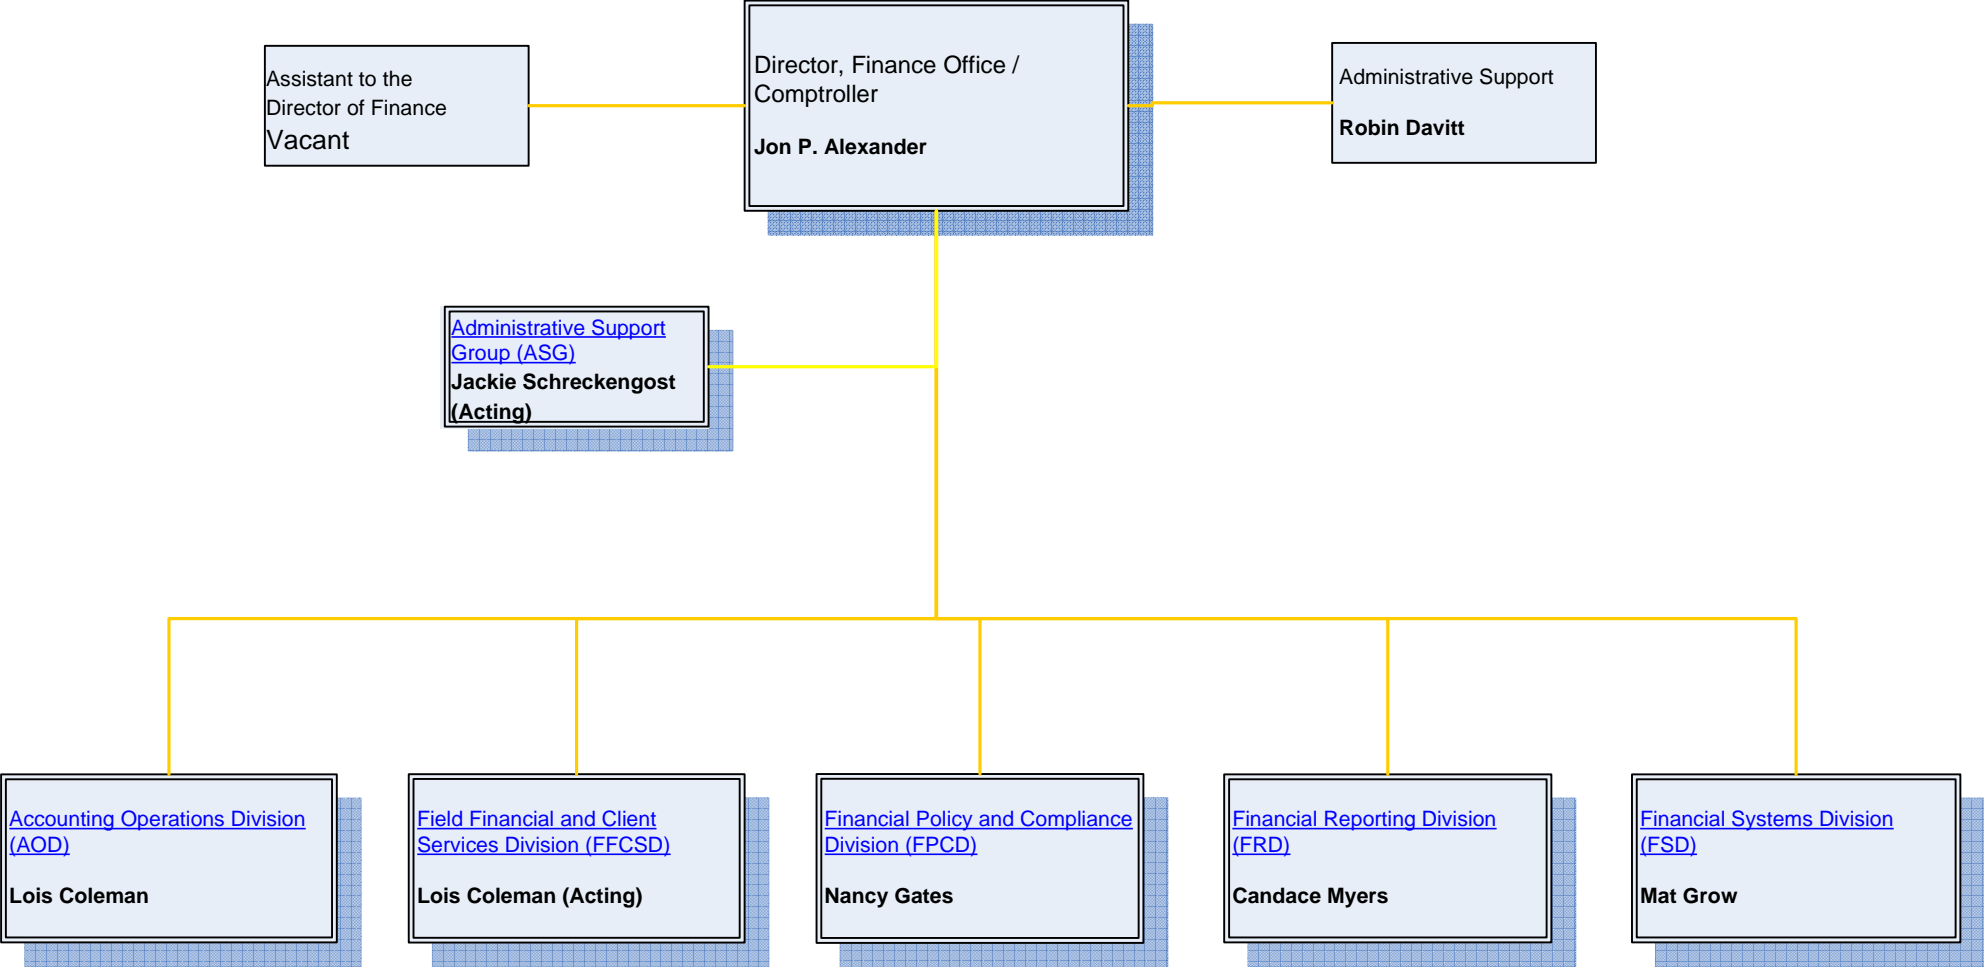 Assistant to the
Director of Finance
Vacant
Director, Finance Office /
Comptroller
Jon P. Alexander
Administrative Support
Robin Davitt
Administrative Support
Group (ASG)
Jackie Schreckengost
(Acting)
Accounting Operations Division
(AOD)
Lois Coleman
Field Financial and Client
Services Division (FFCSD)
Lois Coleman (Acting)
Financial Policy and Compliance
Division (FPCD)
Nancy Gates
Financial Reporting Division
(FRD)
Candace Myers
Financial Systems Division
(FSD)
Mat Grow